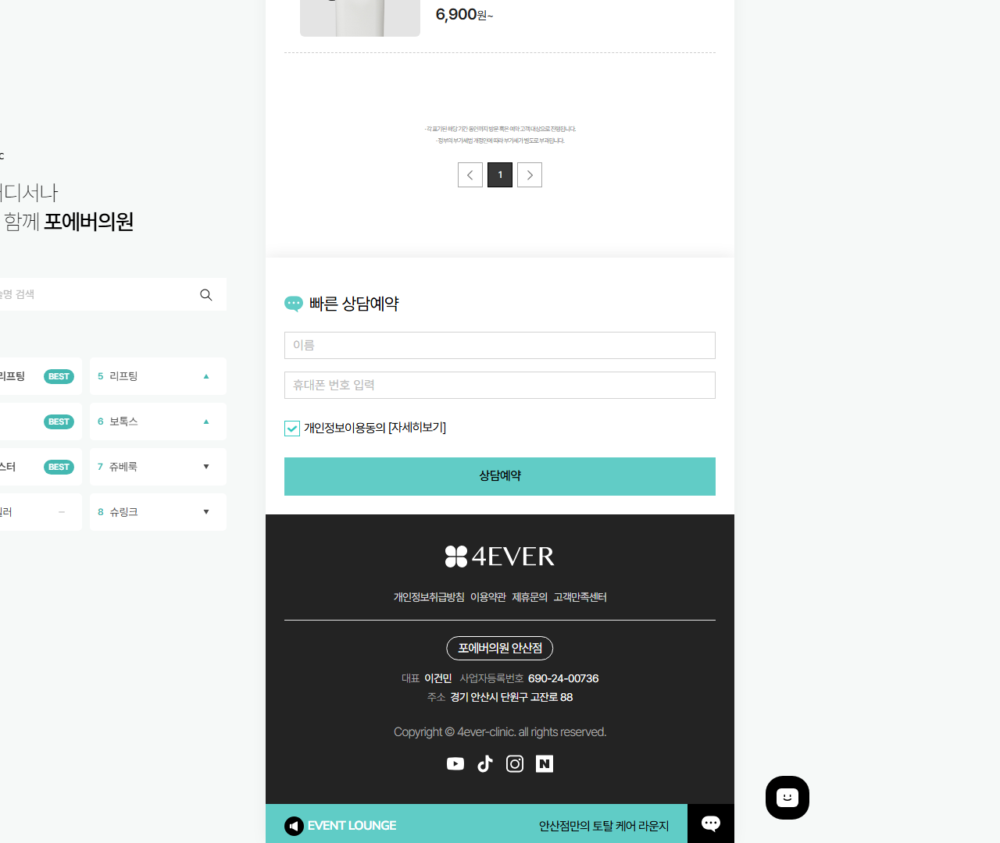 6,900원~
· 각 표기된 해당 기간 동안까지 방문 혹은 예약 고객 대상으로 진행됩니다.
· 정부의 부가세법 개정안에 따라 부가세가 별도로 부과됩니다.
1
c
디서나
함께 포에버의원
명 검색
리프팅 BEST
5 리프팅
BEST
6 보톡스
스터 BEST
7 쥬베룩
러
8 슈링크
빠른 상담예약
이름
휴대폰 번호 입력
개인정보이용동의 [자세히보기]
상담예약
4EVER
개인정보취급방침 이용약관 제휴문의 고객만족센터
포에버의원 안산점
대표 이건민 사업자등록번호 690-24-00736
주소 경기 안산시 단원구 고잔로 88
Copyright © 4ever-clinic. all rights reserved.
EVENT LOUNGE
안산점만의 토탈 케어 라운지